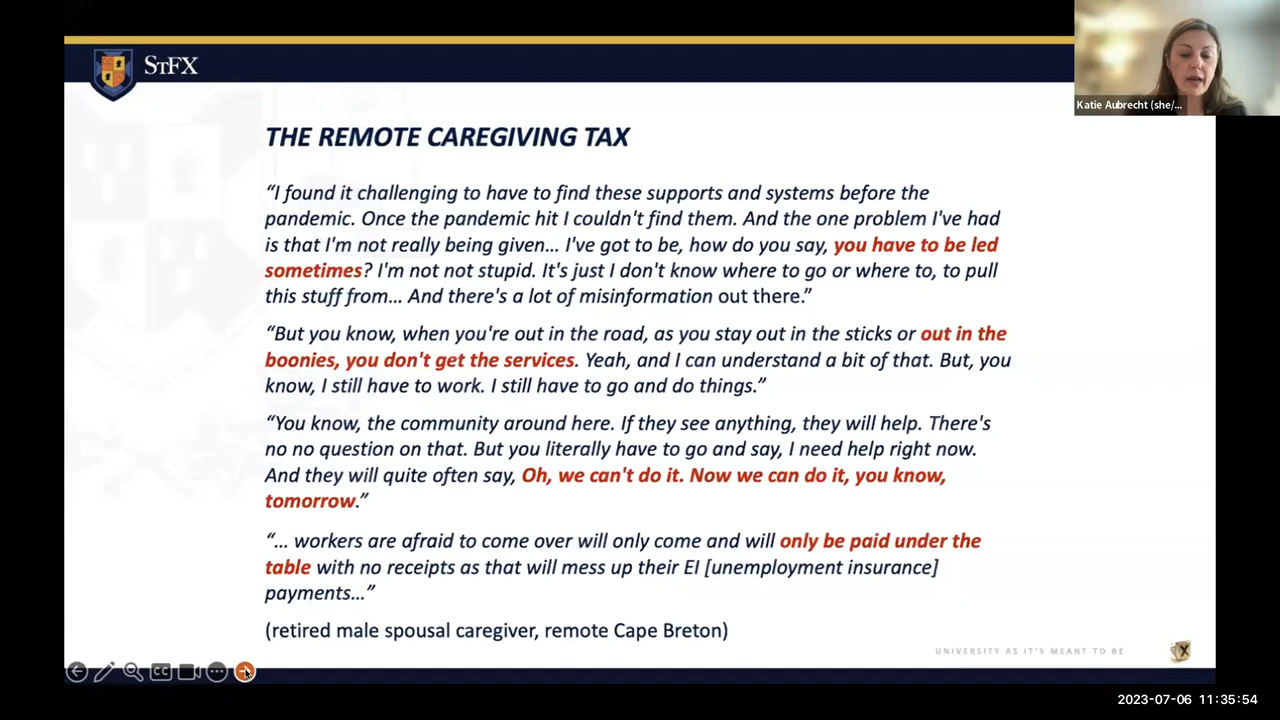 STFX
Katie Aubrecht (she/...
THE REMOTE CAREGIVING TAX
“I found it challenging to have to find these supports and systems before the
pandemic. Once the pandemic hit I couldn't find them. And the one problem I've had
is that I'm not really being given... I've got to be, how do you say, you have to be led
sometimes? I'm not not stupid. It's just I don't know where to go or where to, to pull
this stuff from... And there's a lot of misinformation out there.”
“But you know, when you're out in the road, as you stay out in the sticks or out in the
boonies, you don't get the services. Yeah, and I can understand a bit of that. But, you
know, I still have to work. I still have to go and do things.”
“You know, the community around here. If they see anything, they will help. There's
no no question on that. But you literally have to go and say, I need help right now.
And they will quite often say, Oh, we can't do it. Now we can do it, you know,
tomorrow.”
“... workers are afraid to come over will only come and will only be paid under the
table with no receipts as that will mess up their EI [unemployment insurance]
payments...”
(retired male spousal caregiver, remote Cape Breton)
UNIVERSITY AS IT'S MEANT TO BE
X
CC
2023-07-06 11:35:54